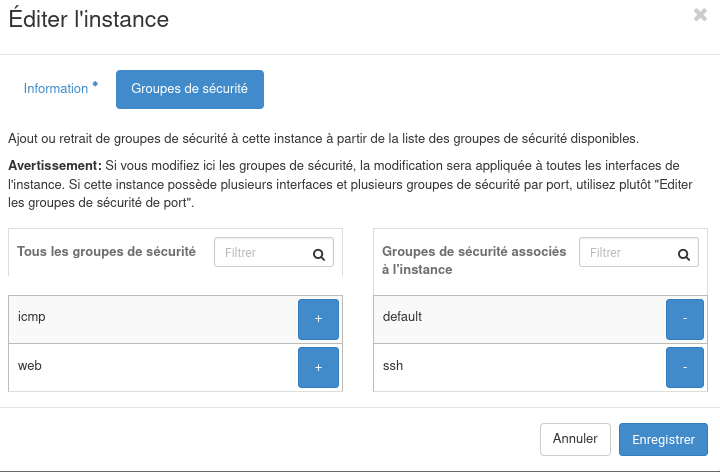 Éditer l'instance
Information *
Groupes de sécurité
Ajout ou retrait de groupes de sécurité à cette instance à partir de la liste des groupes de sécurité disponibles.
Avertissement: Si vous modifiez ici les groupes de sécurité, la modification sera appliquée à toutes les interfaces de
l'instance. Si cette instance possède plusieurs interfaces et plusieurs groupes de sécurité par port, utilisez plutôt "Editer
les groupes de sécurité de port".
Tous les groupes de sécurité
Filtrer
icmp
+
web
+
Groupes de sécurité associés
à l'instance
Filtrer
default
-
ssh
-
Annuler
Enregistrer